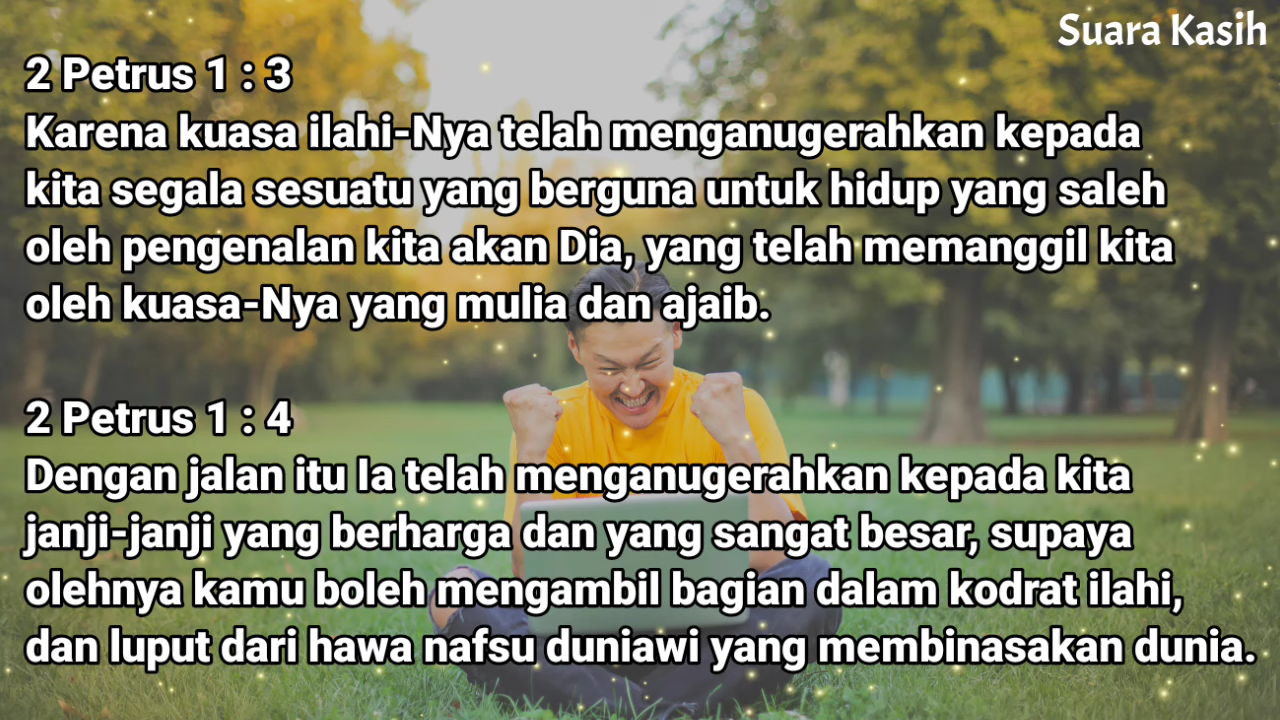 Suara Kasih
2 Petrus 1 : 3
Karena kuasa ilahi-Nya telah menganugerahkan kepada
kita segala sesuatu yang berguna untuk hidup yang saleh
oleh pengenalan kita akan Dia, yang telah memanggil kita
oleh kuasa-Nya yang mulia dan ajaib.
2 Petrus 1 : 4
Dengan jalan itu Ia telah menganugerahkan kepada kita
janji-janji yang berharga dan yang sangat besar, supaya
olehnya kamu boleh mengambil bagian dalam kodrat ilahi,
dan luput dari hawa nafsu duniawi yang membinasakan dunia.